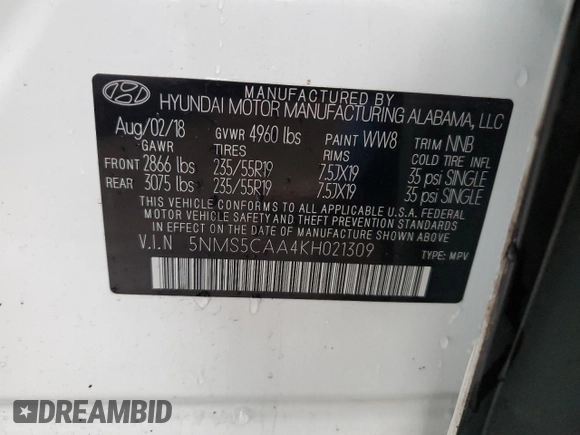 MANUFACTURED BY
HYUNDAI MOTOR MANUFACTURING ALABAMA, LLC
Aug/02/18 GVWR 4960 lbs PAINT WW8 TRIM NNB
GAWR TIRES RIMS COLD TIRE INFL
FRONT 2866 lbs 235/55R19 7.5JX19 35 psi SINGLE
REAR 3075 lbs 235/55R19 7.5JX19 35 psi SINGLE
THIS VEHICLE CONFORMS TO ALL APPLICABLE U.S.A. FEDERAL
MOTOR VEHICLE SAFETY AND THEFT PREVENTION STANDARDS
IN EFFECT ON THE DATE OF MANUFACTURE SHOWN ABOVE.
V.I.N 5NMS5CAA4KH021309 TYPE: MPV
DREAMBID